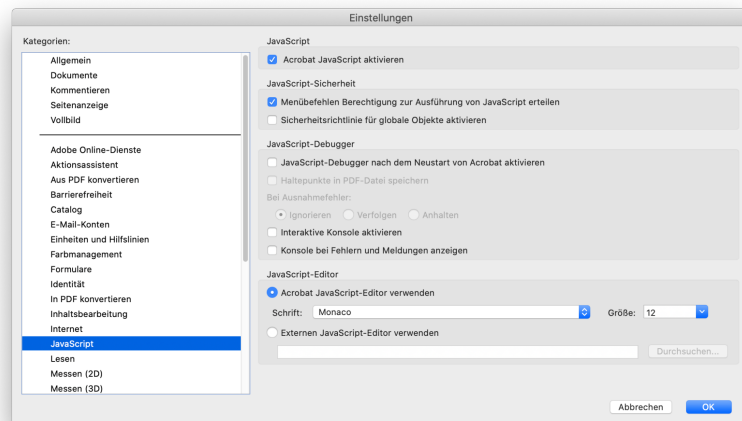 Einstellungen
Kategorien:
Allgemein
Dokumente
Kommentieren
Seitenanzeige
Vollbild
Adobe Online-Dienste
Aktionsassistent
Aus PDF konvertieren
Barrierefreiheit
Catalog
E-Mail-Konten
Einheiten und Hilfslinien
Farbmanagement
Formulare
Identität
In PDF konvertieren
Inhaltsbearbeitung
Internet
JavaScript
Lesen
Messen (2D)
Messen (3D)
JavaScript
Acrobat JavaScript aktivieren
JavaScript-Sicherheit
Menübefehlen Berechtigung zur Ausführung von JavaScript erteilen
Sicherheitsrichtlinie für globale Objekte aktivieren
JavaScript-Debugger
JavaScript-Debugger nach dem Neustart von Acrobat aktivieren
Haltepunkte in PDF-Datei speichern
Bei Ausnahmefehler:
Ignorieren Verfolgen Anhalten
Interaktive Konsole aktivieren
Konsole bei Fehlern und Meldungen anzeigen
JavaScript-Editor
Acrobat JavaScript-Editor verwenden
Schrift: Monaco Größe: 12
Externen JavaScript-Editor verwenden
Durchsuchen...
Abbrechen OK